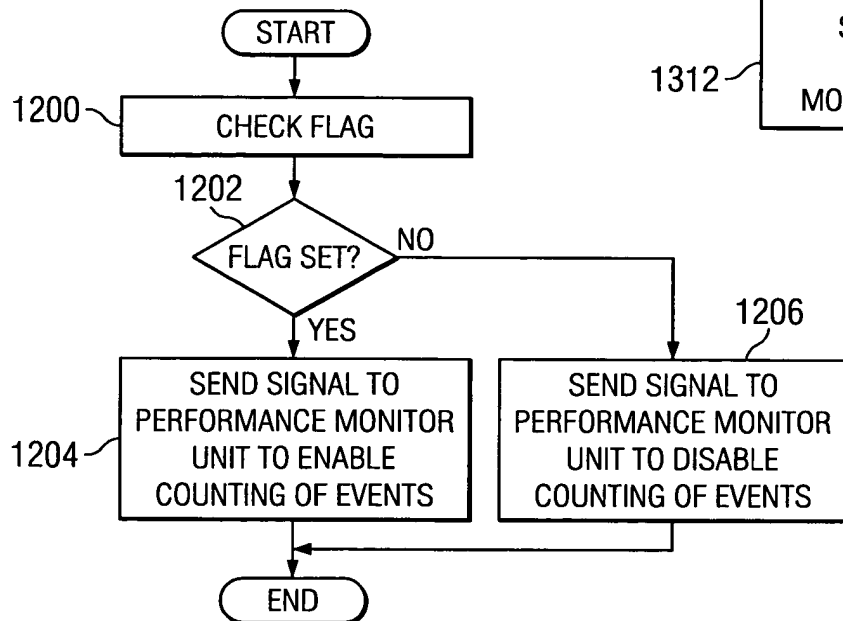 START
1200
CHECK FLAG
1202
FLAG SET?
NO
YES
1204
SEND SIGNAL TO
PERFORMANCE MONITOR
UNIT TO ENABLE
COUNTING OF EVENTS
1206
SEND SIGNAL TO
PERFORMANCE MONITOR
UNIT TO DISABLE
COUNTING OF EVENTS
END
1312